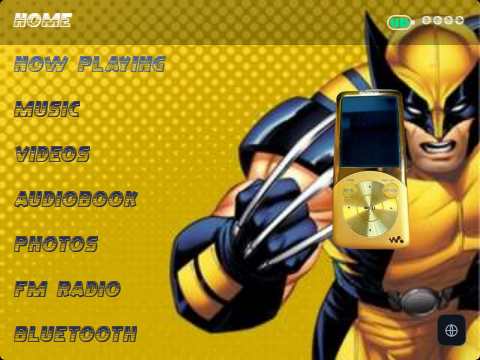 HOME
NOW PLAYING
MUSIC
VIDEOS
AUDIOBOOK
PHOTOS
FM RADIO
BLUETOOTH